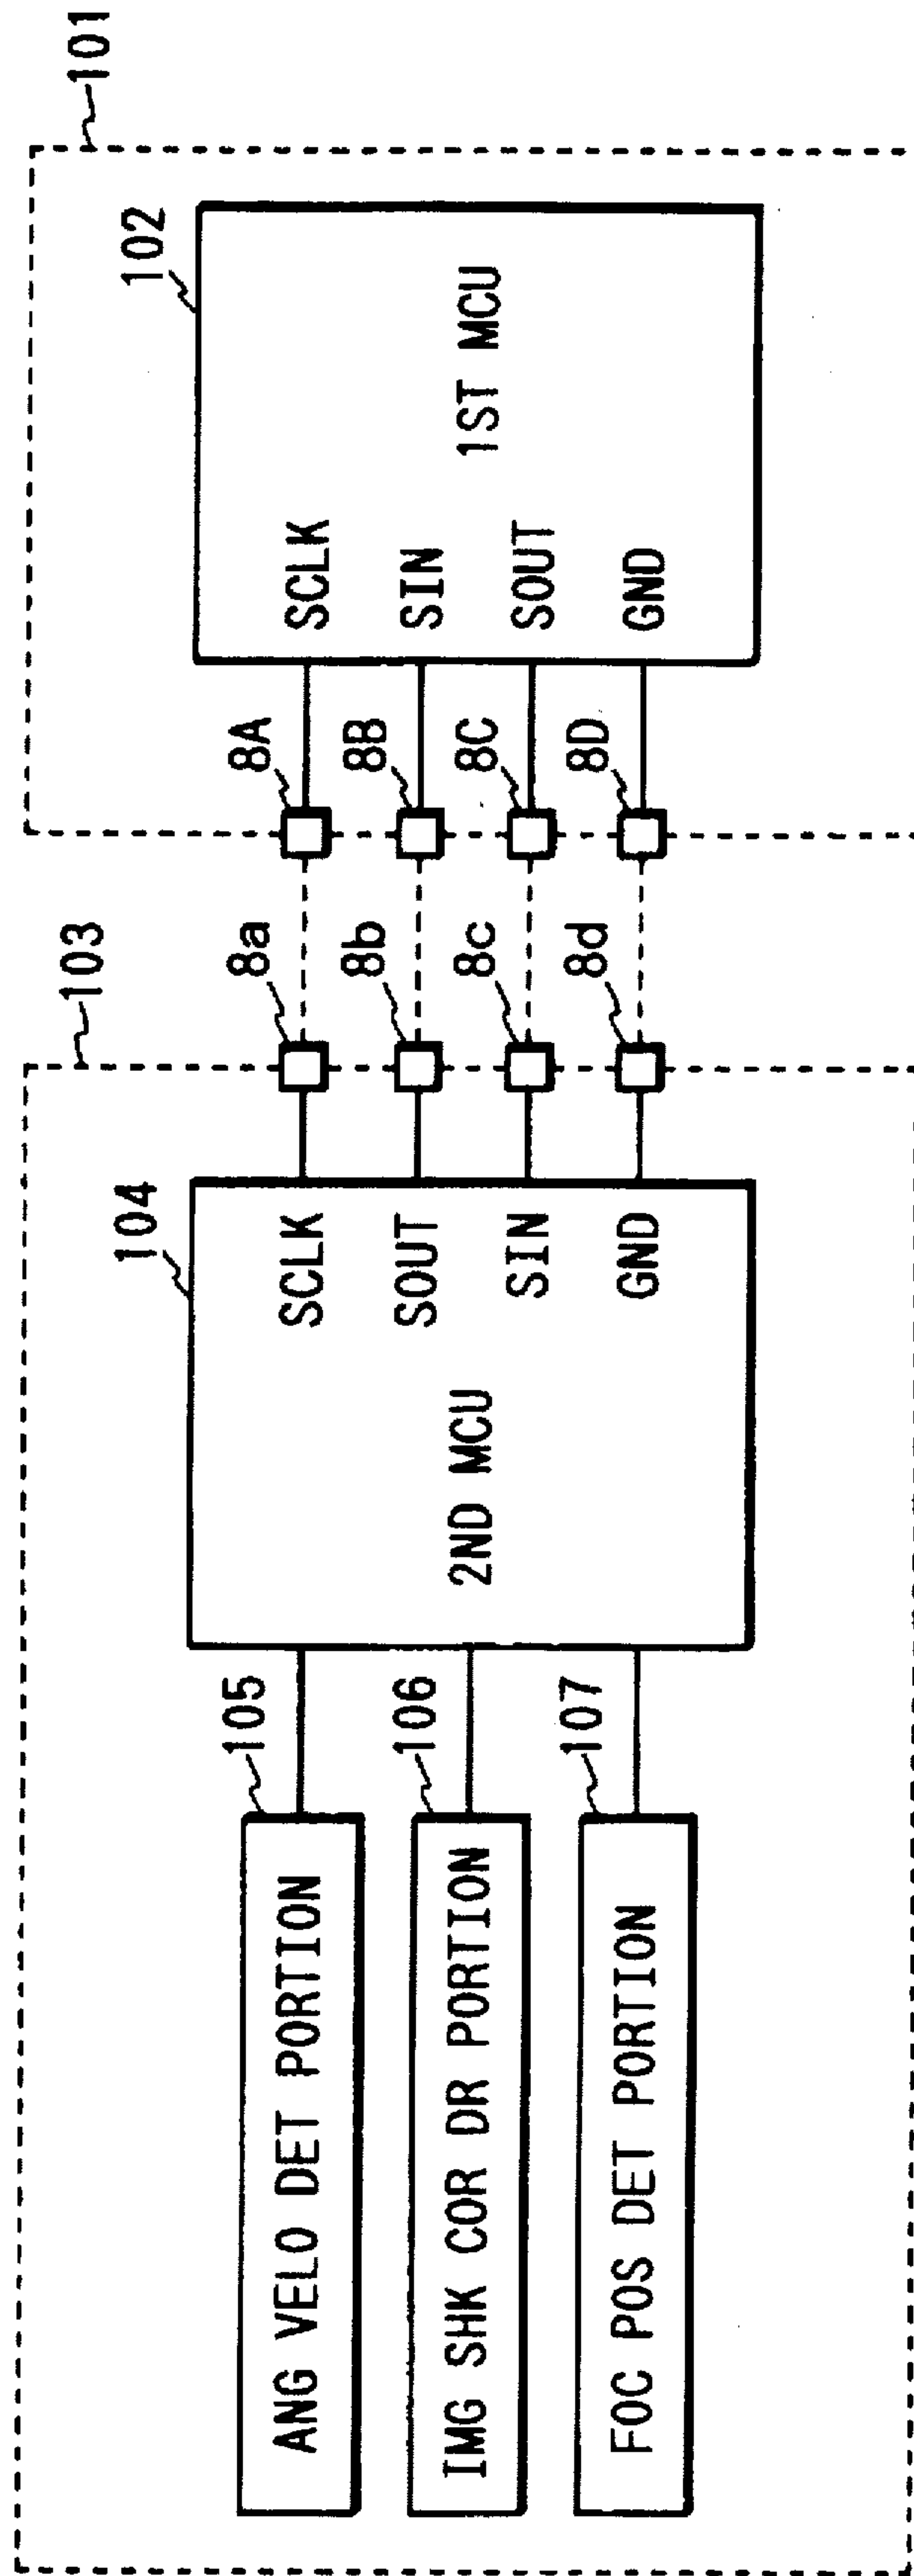 103
104
105
ANG VELO DET PORTION
106
IMG SHK COR DR PORTION
107
FOC POS DET PORTION
2ND MCU
SCLK
SOUT
SIN
GND
8a
8b
8c
8d
8A
8B
8C
8D
101
102
SCLK
SIN
SOUT
GND
1ST MCU